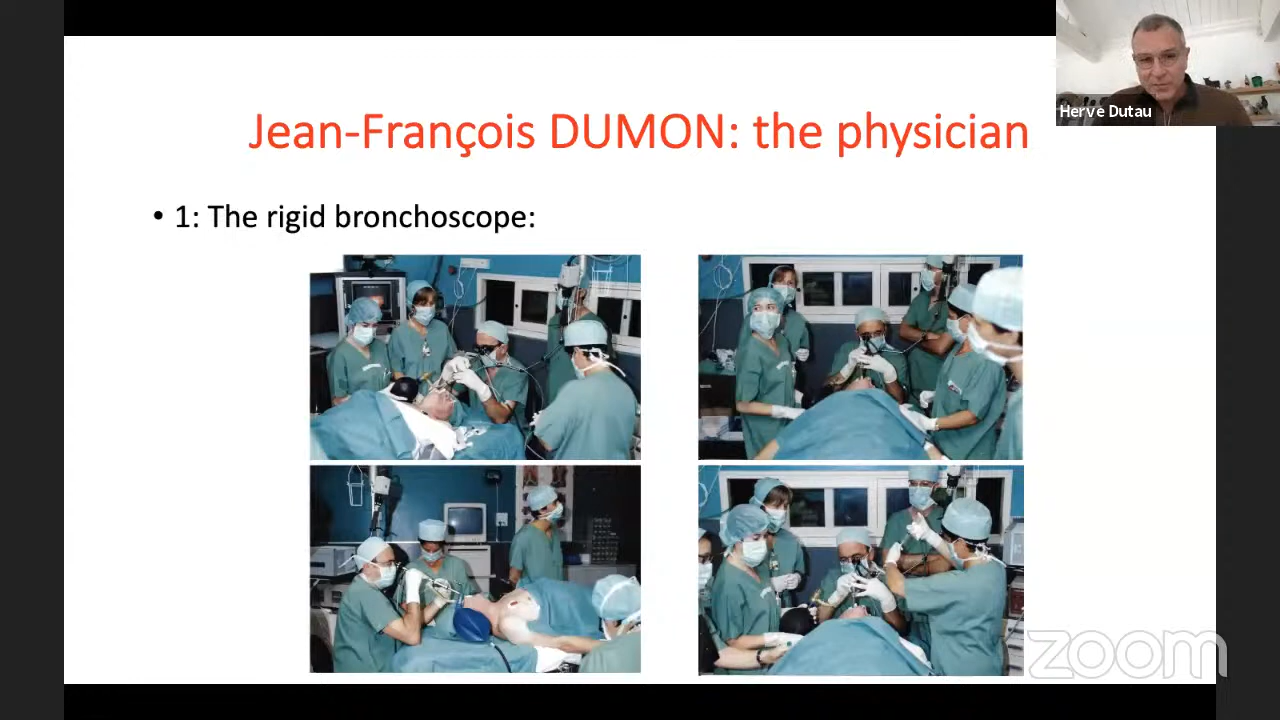 Herve Dutau
Jean-François DUMON: the physician
• 1: The rigid bronchoscope:
zoom